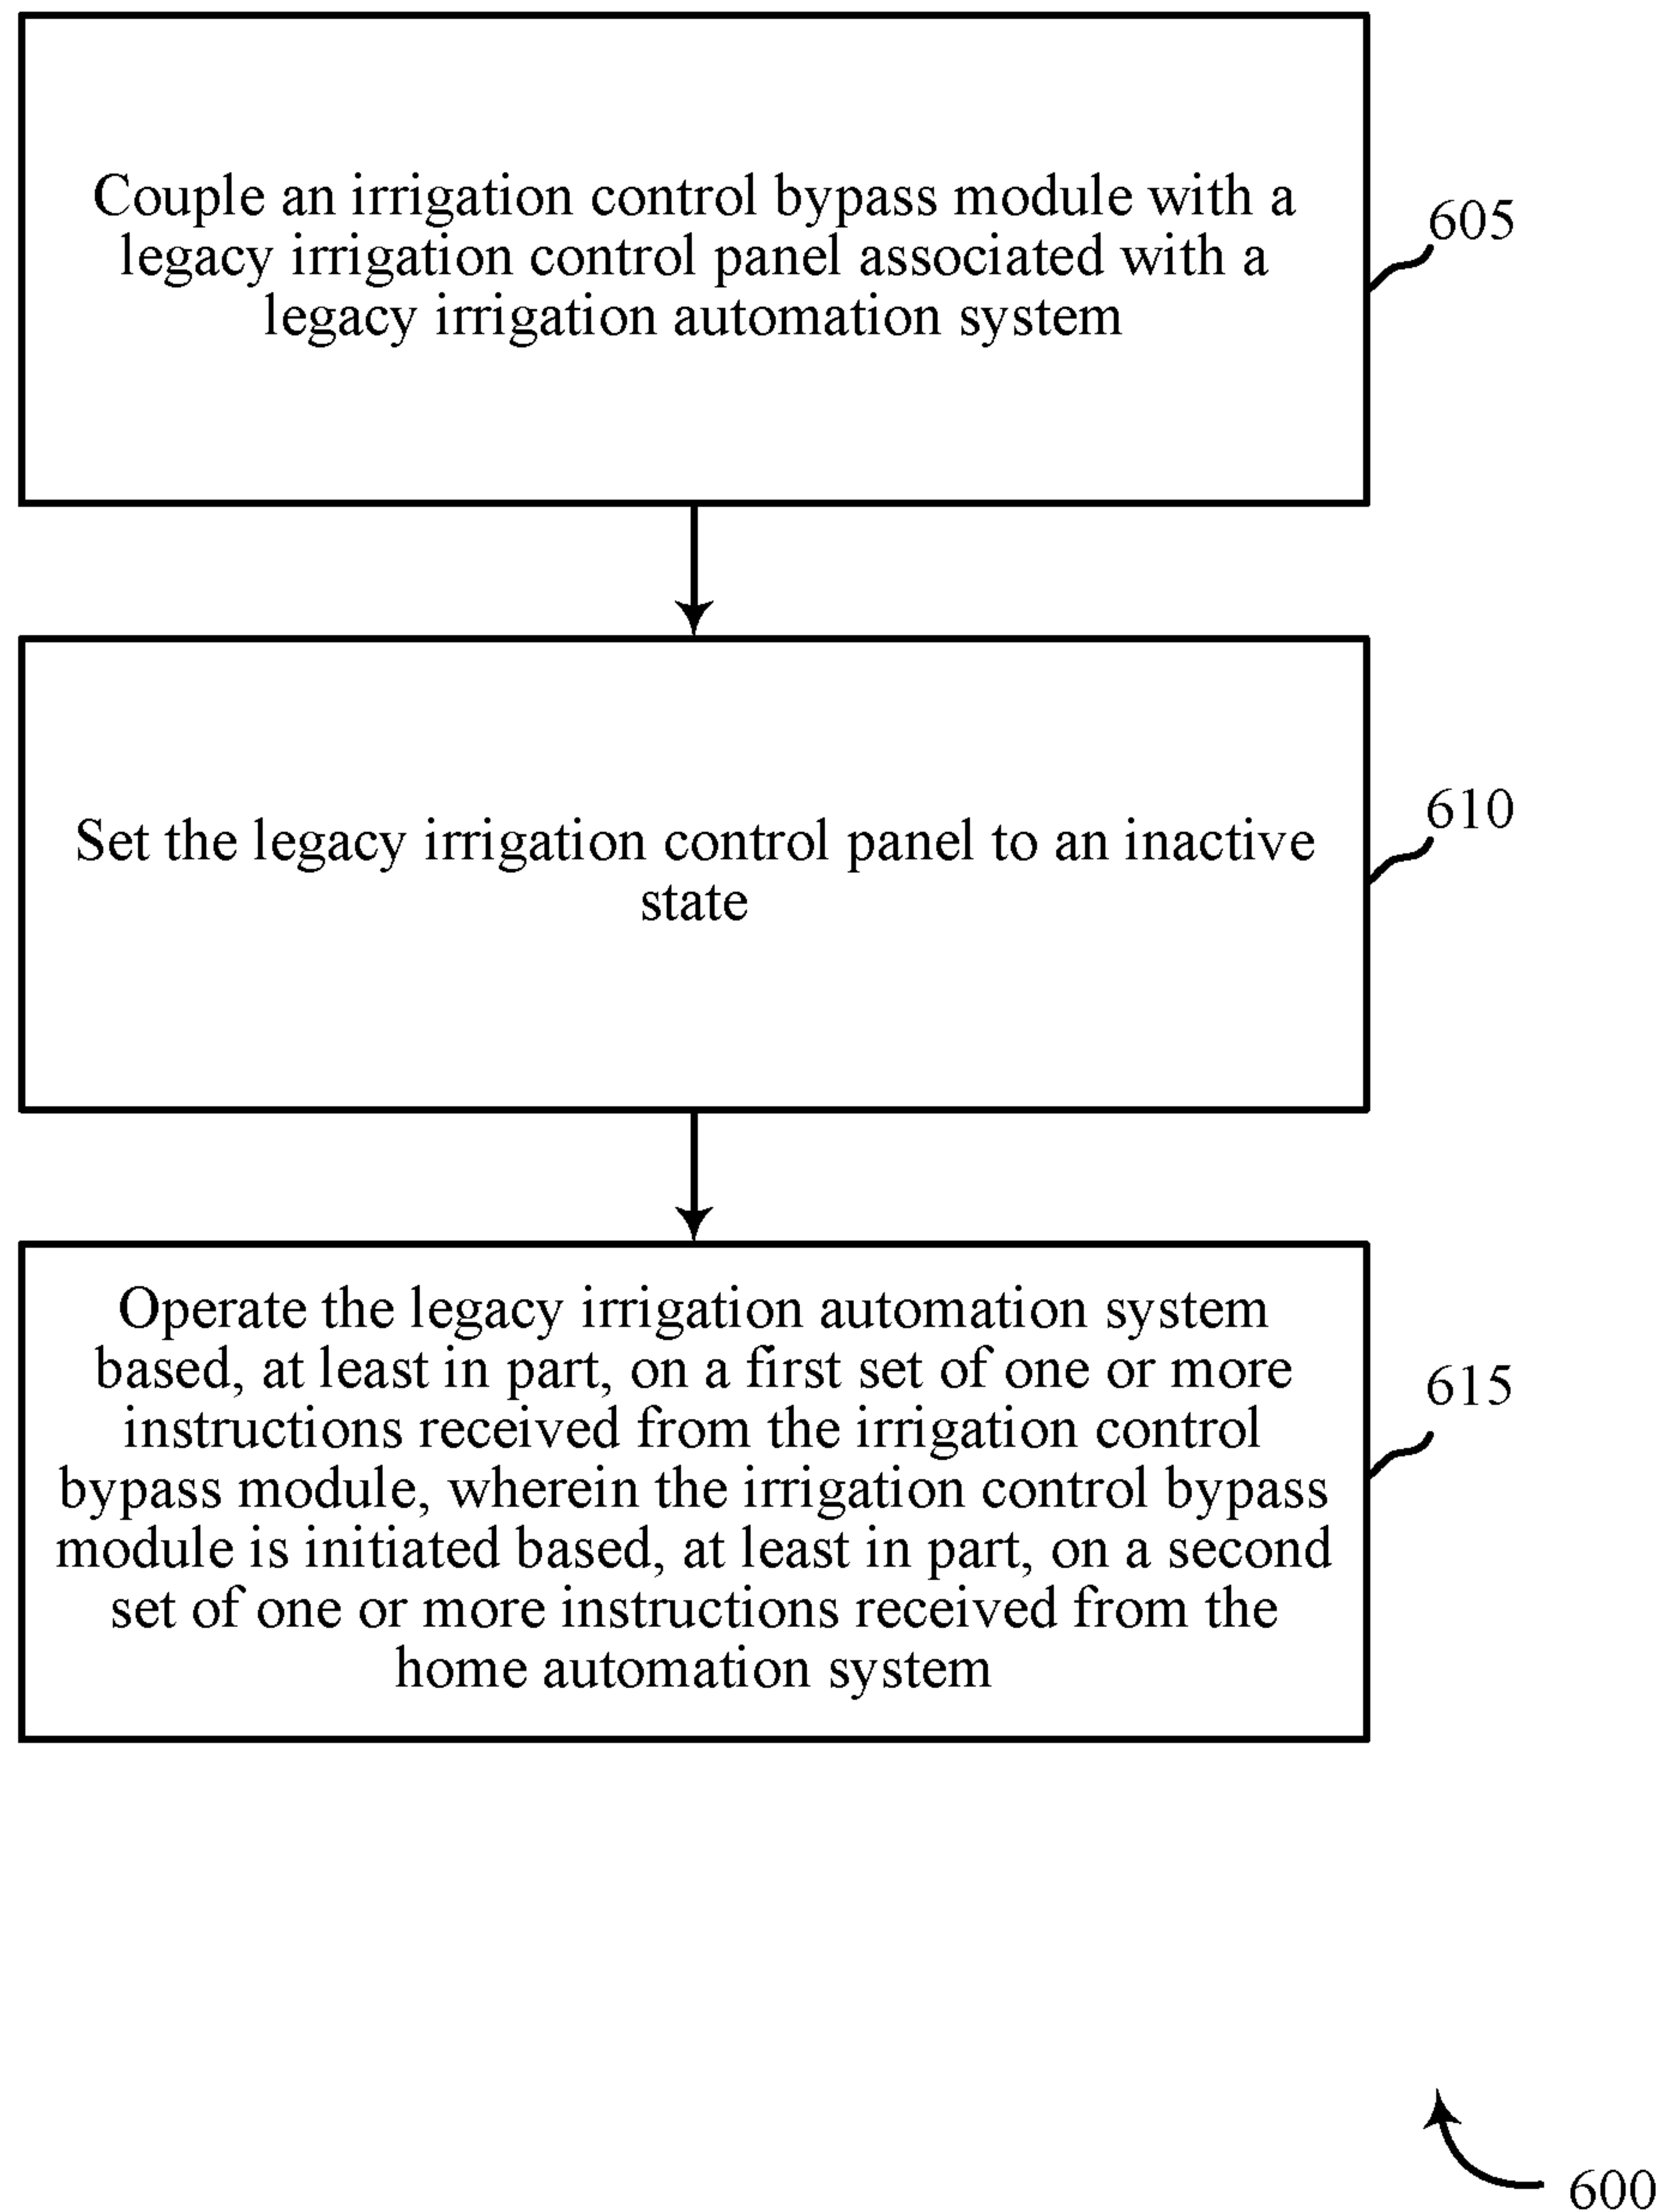 Couple an irrigation control bypass module with a
legacy irrigation control panel associated with a
legacy irrigation automation system
605
Set the legacy irrigation control panel to an inactive
state
610
Operate the legacy irrigation automation system
based, at least in part, on a first set of one or more
instructions received from the irrigation control
bypass module, wherein the irrigation control bypass
module is initiated based, at least in part, on a second
set of one or more instructions received from the
home automation system
615
600